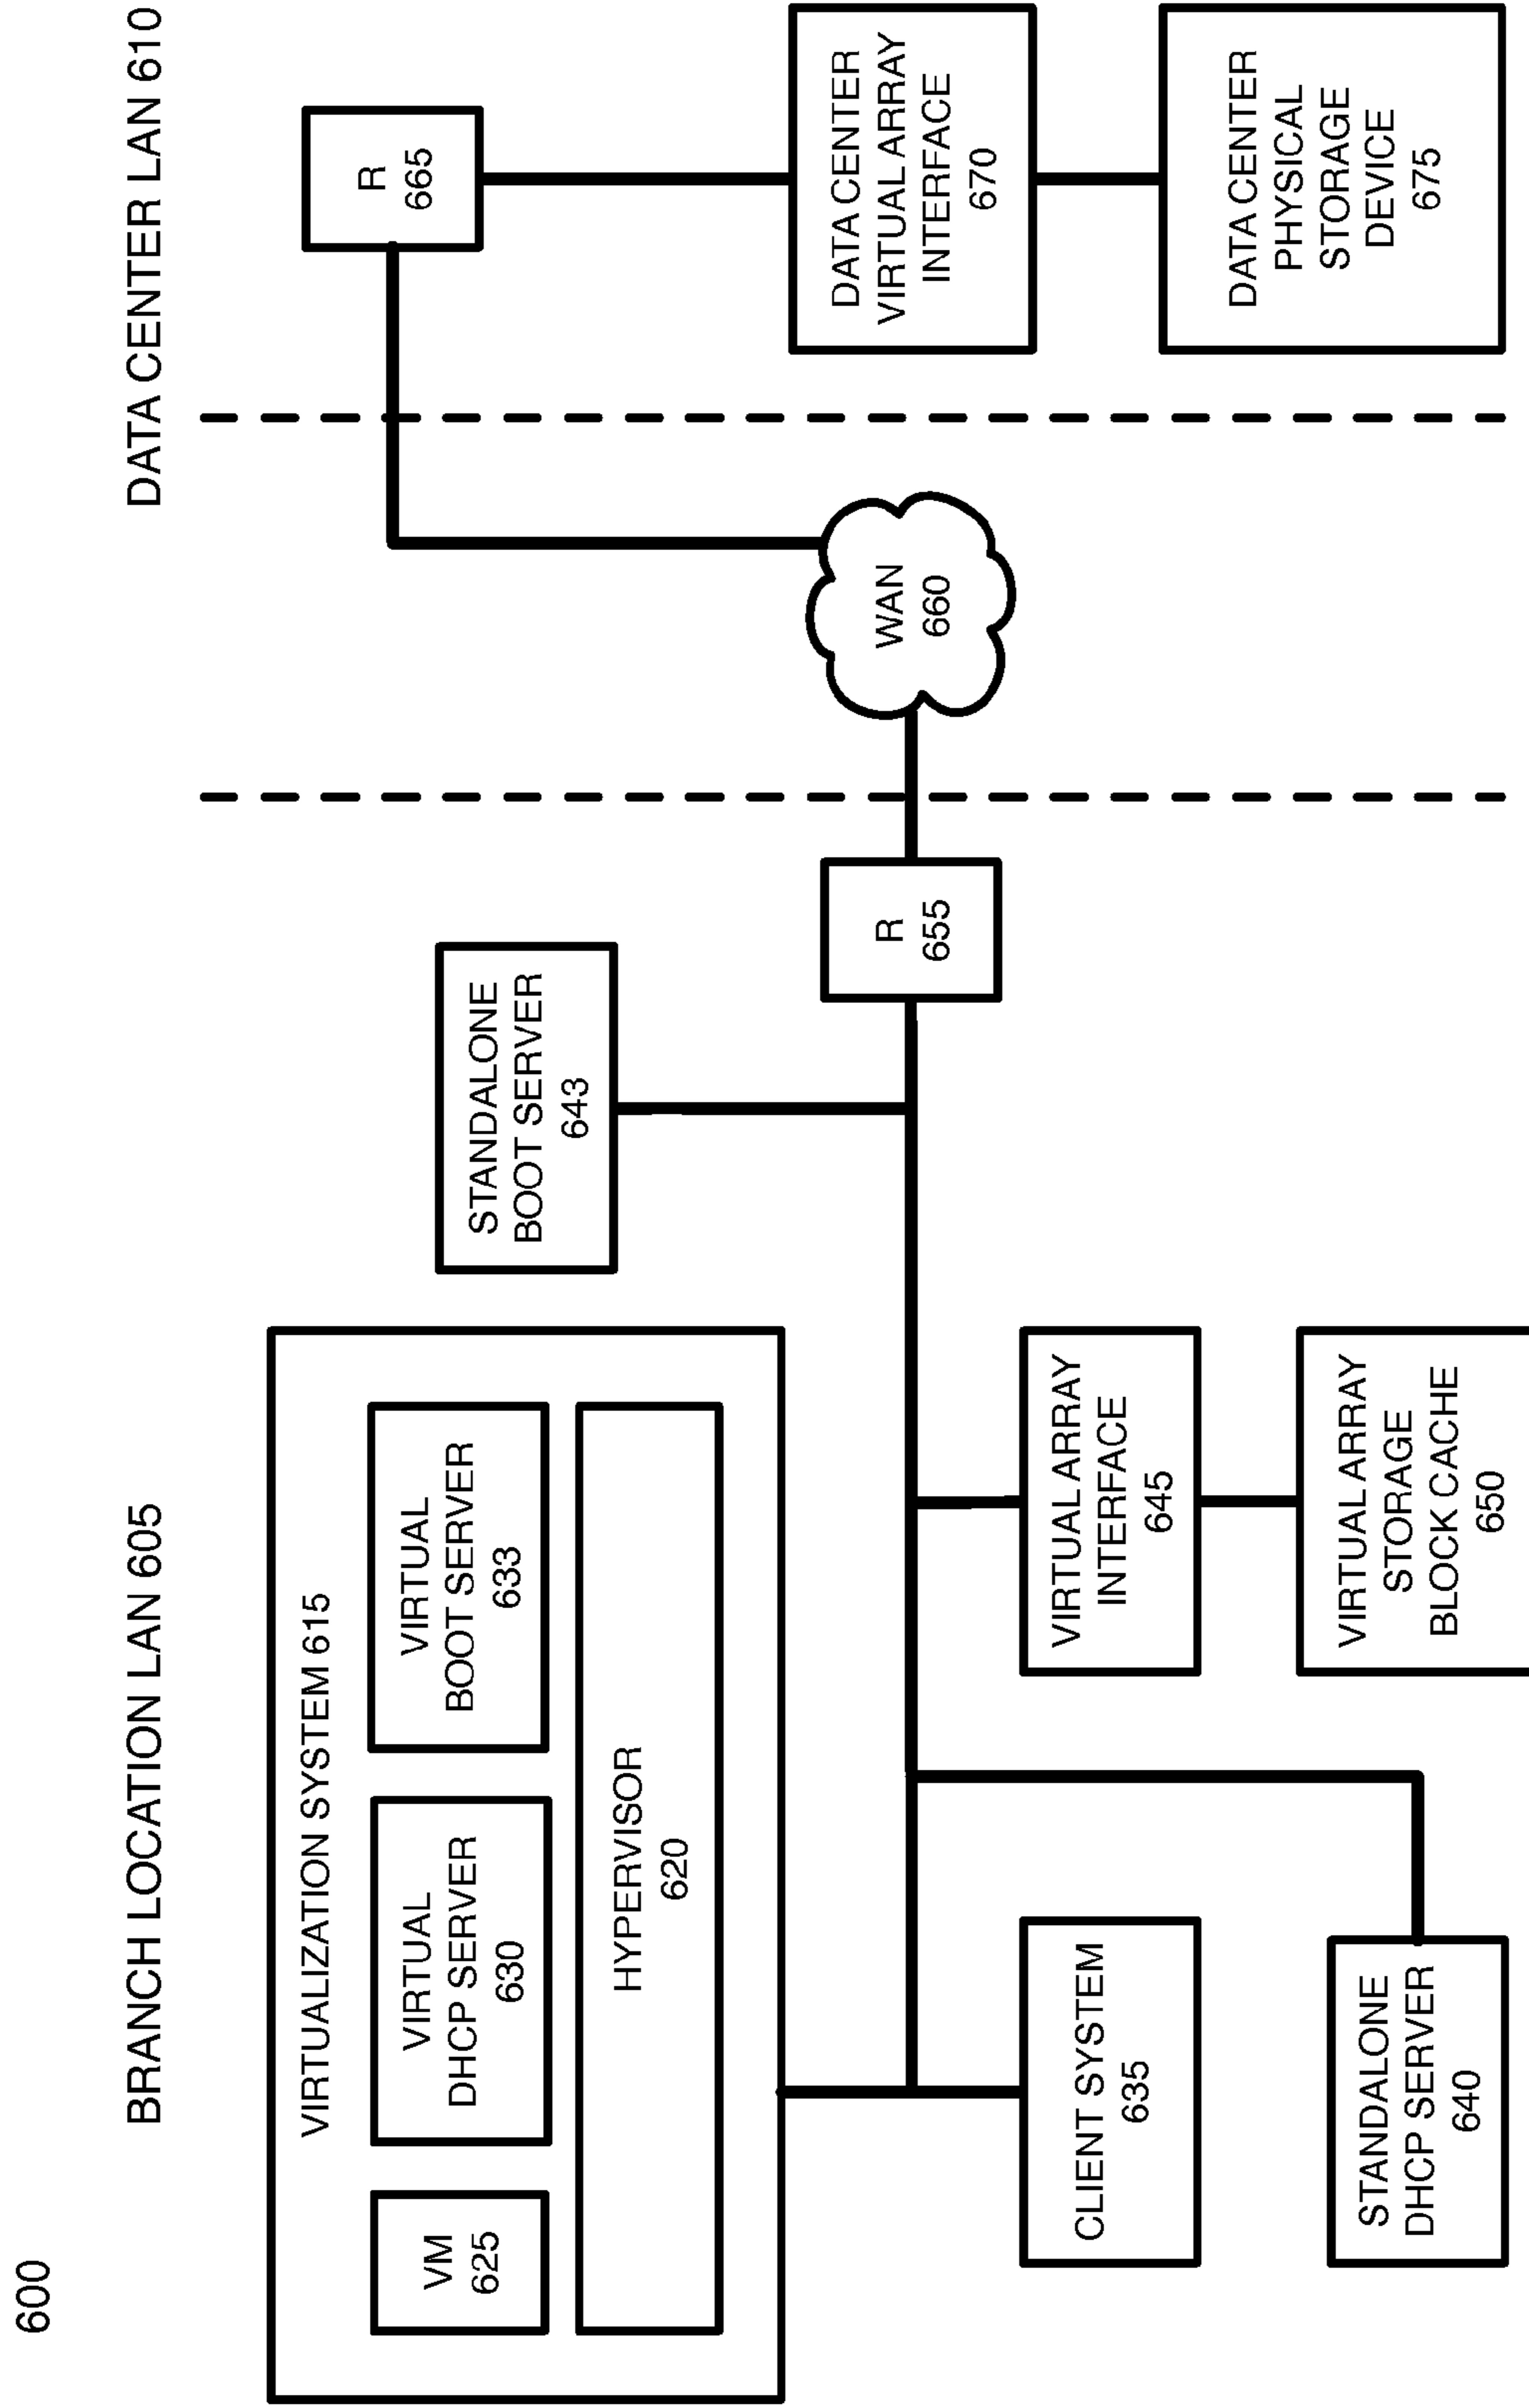 600
BRANCH LOCATION LAN 605
DATA CENTER LAN 610
VIRTUALIZATION SYSTEM 615
VM
625
VIRTUAL
DHCP SERVER
630
VIRTUAL
BOOT SERVER
633
HYPERVISOR
620
STANDALONE
BOOT SERVER
643
R
665
R
655
WAN
660
DATA CENTER
VIRTUAL ARRAY
INTERFACE
670
CLIENT SYSTEM
635
VIRTUAL ARRAY
INTERFACE
645
STANDALONE
DHCP SERVER
640
VIRTUAL ARRAY
STORAGE
BLOCK CACHE
650
DATA CENTER
PHYSICAL
STORAGE
DEVICE
675